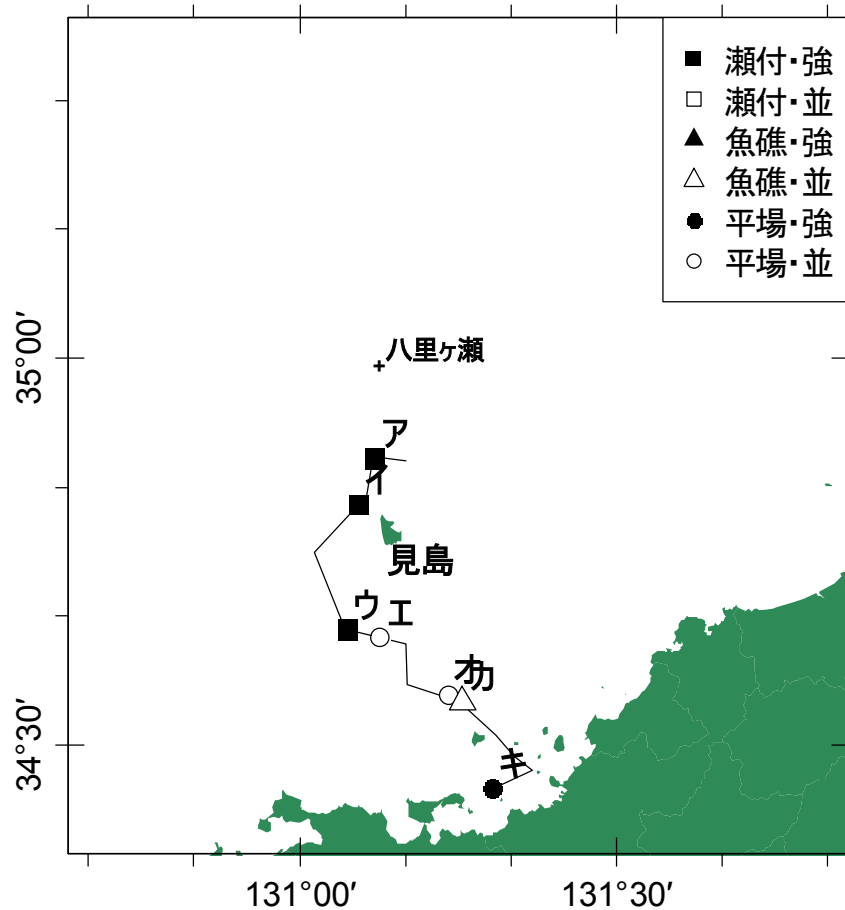 瀬付・強
瀬付・並
魚礁・強
魚礁・並
平場・強
平場・並
八里ヶ瀬
35°00′
ア
イ
見島
ウ
エ
オ
カ
34°30′
キ
131°00′
131°30′